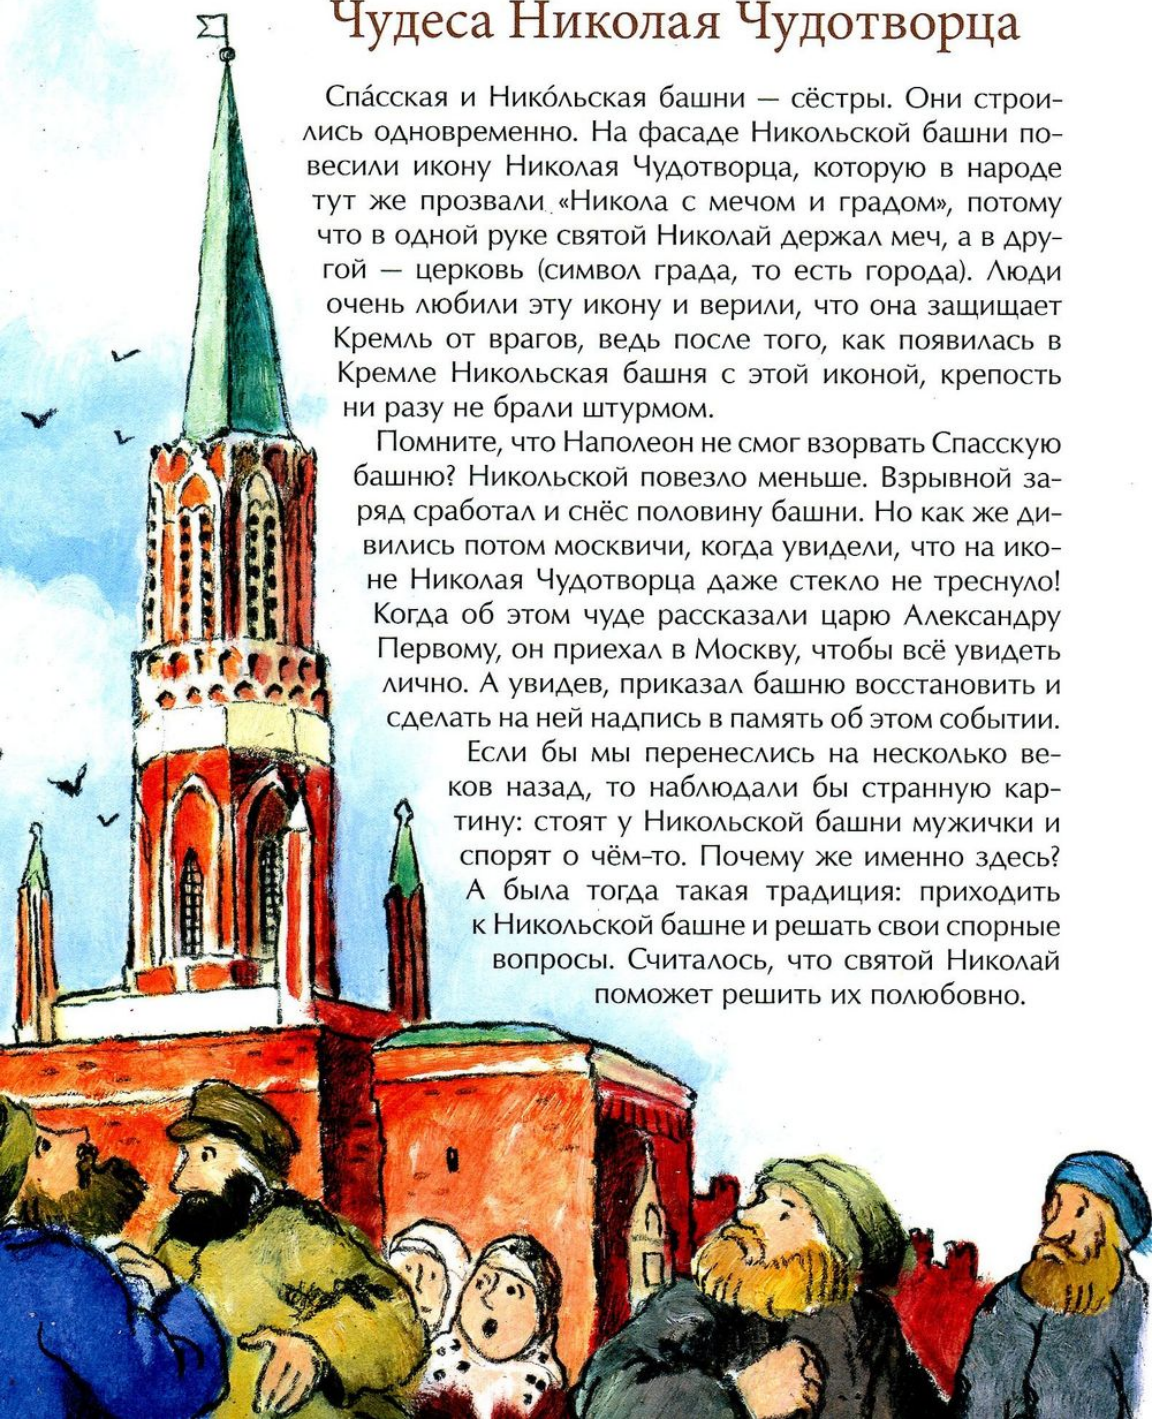 Чудеса Николая Чудотворца
Спа́сская и Нико́льская башни — сёстры. Они строи-
лись одновременно. На фасаде Никольской башни по-
весили икону Николая Чудотворца, которую в народе
тут же прозвали «Никола с мечом и градом», потому
что в одной руке святой Николай держал меч, а в дру-
гой — церковь (символ града, то есть города). Люди
очень любили эту икону и верили, что она защищает
Кремль от врагов, ведь после того, как появилась в
Кремле Никольская башня с этой иконой, крепость
ни разу не брали штурмом.
Помните, что Наполеон не смог взорвать Спасскую
башню? Никольской повезло меньше. Взрывной за-
ряд сработал и снёс половину башни. Но как же ди-
вились потом москвичи, когда увидели, что на ико-
не Николая Чудотворца даже стекло не треснуло!
Когда об этом чуде рассказали царю Александру
Первому, он приехал в Москву, чтобы всё увидеть
лично. А увидев, приказал башню восстановить и
сделать на ней надпись в память об этом событии.
Если бы мы перенеслись на несколько ве-
ков назад, то наблюдали бы странную кар-
тину: стоят у Никольской башни мужички и
спорят о чём-то. Почему же именно здесь?
А была тогда такая традиция: приходить
к Никольской башне и решать свои спорные
вопросы. Считалось, что святой Николай
поможет решить их полюбовно.